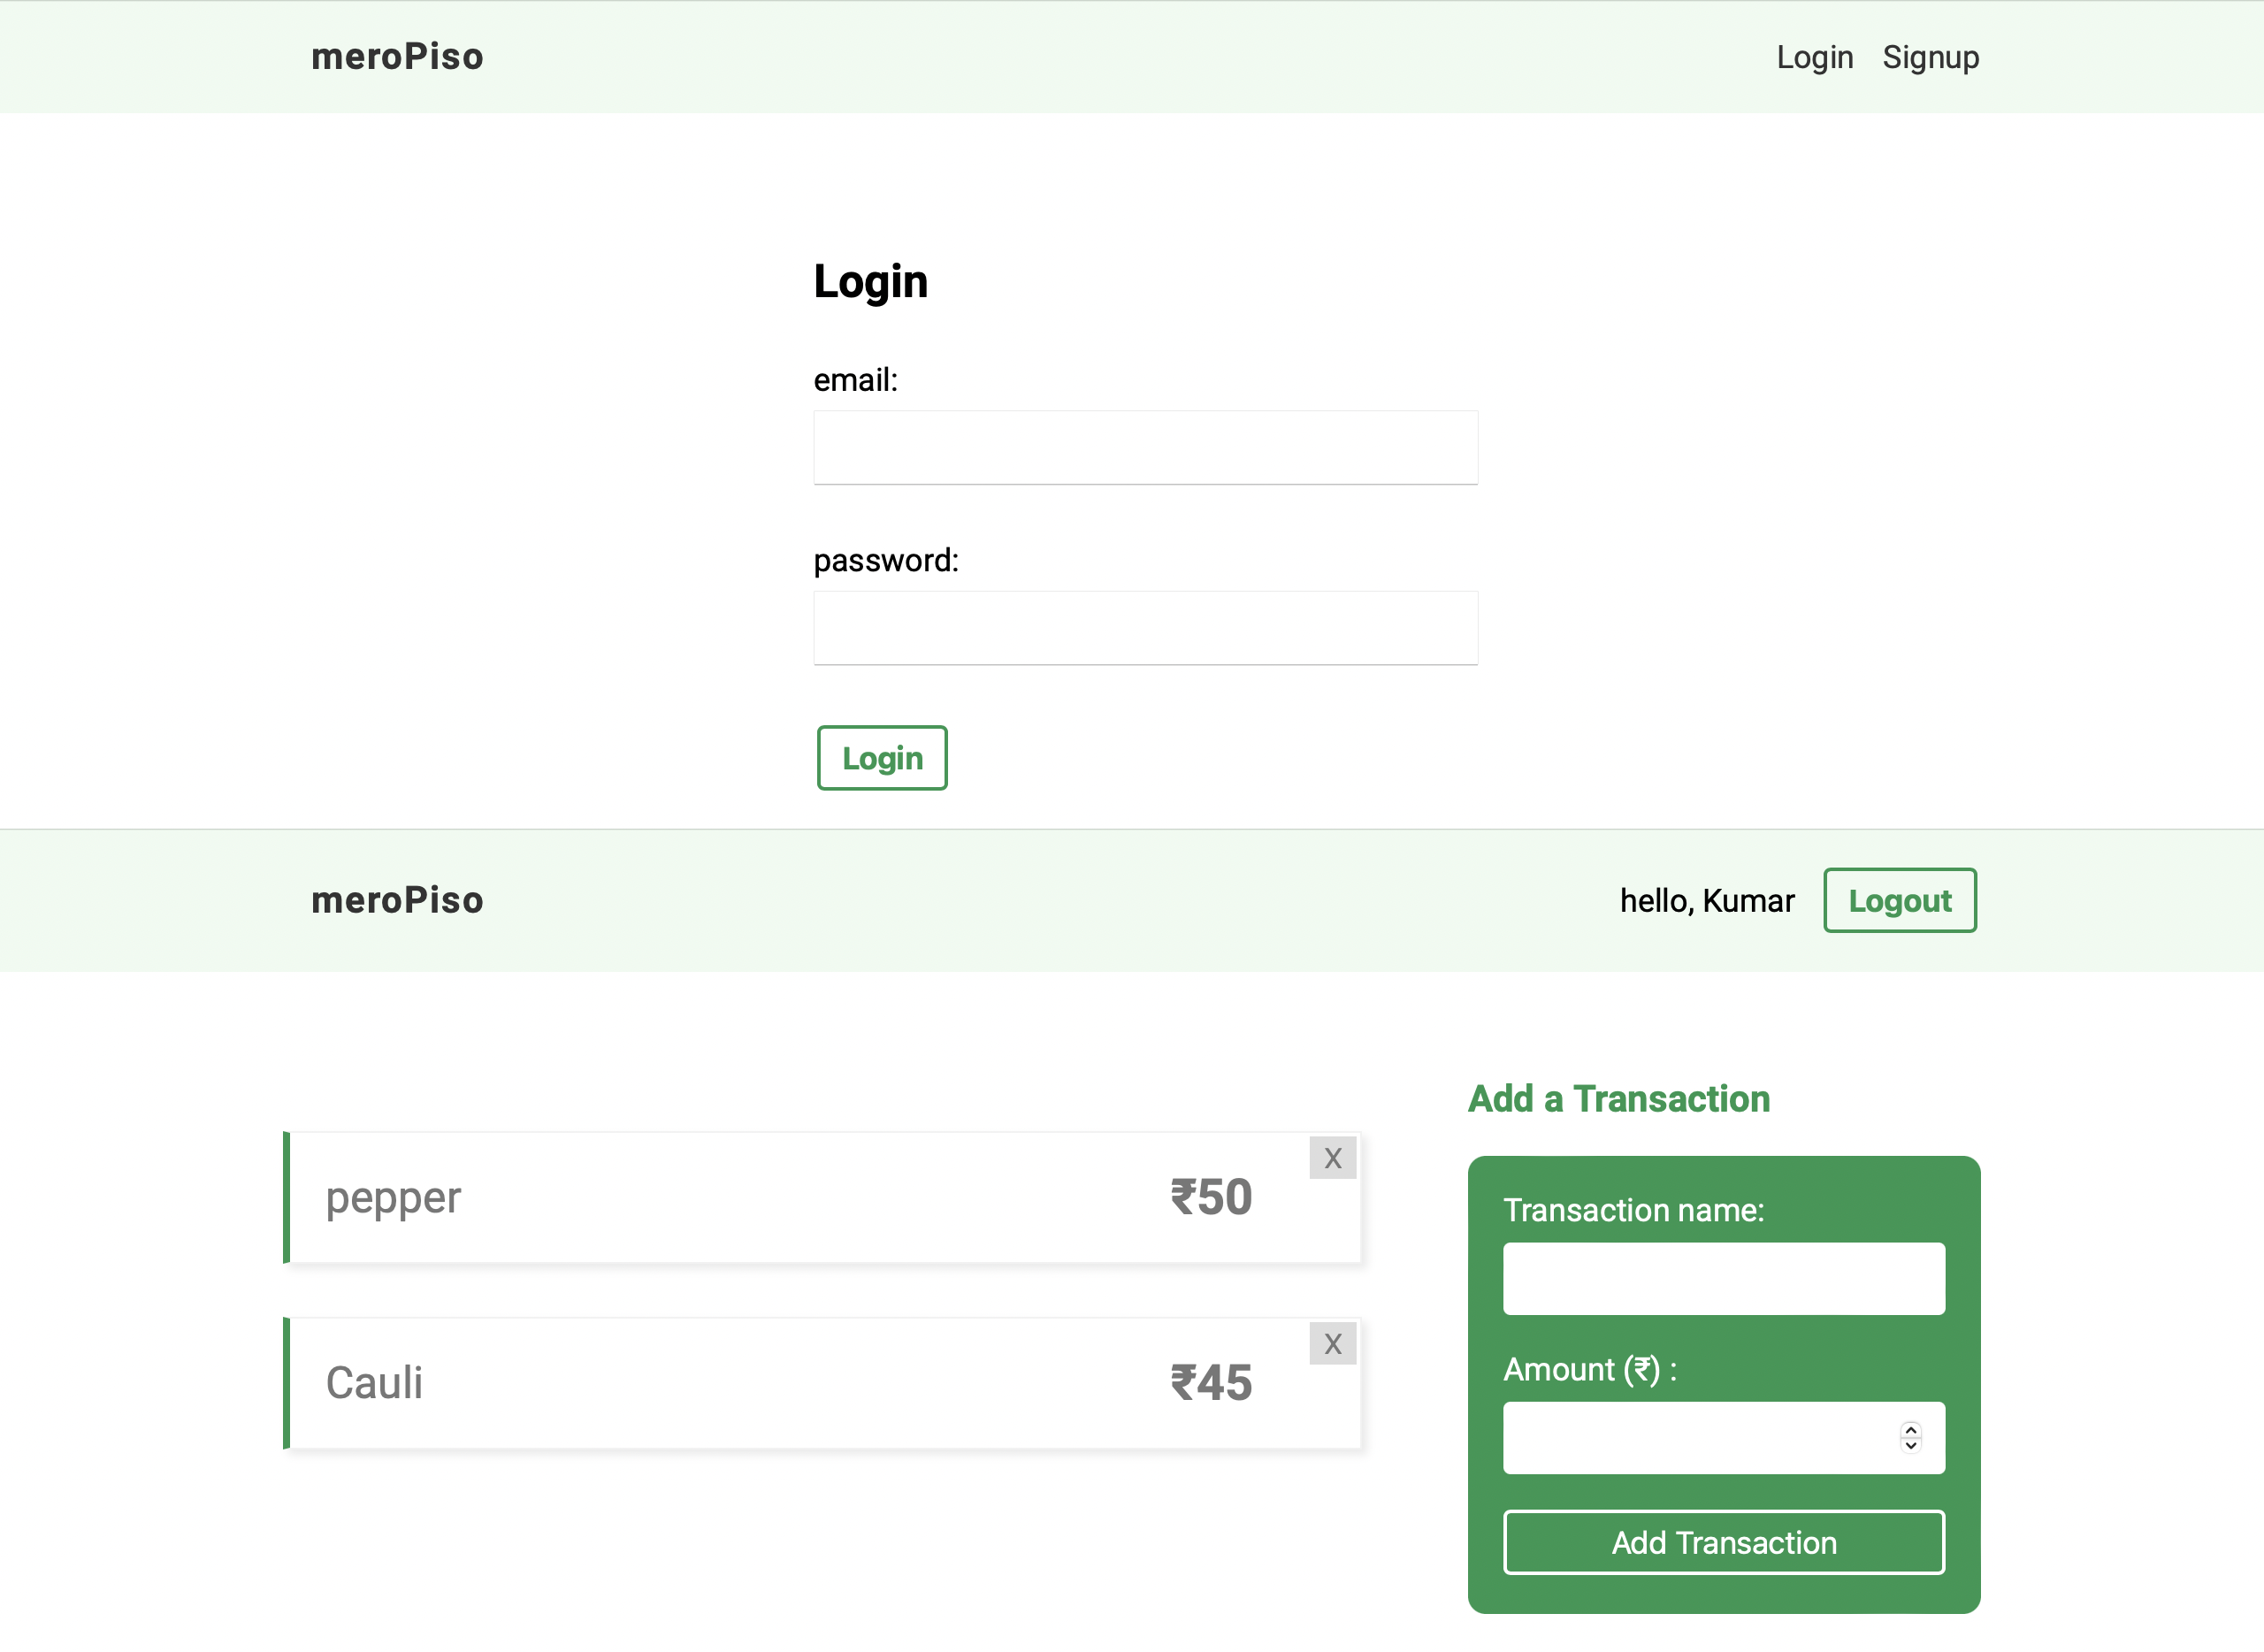 meroPiso Login Signup
Login
email:
password:
Login
meroPiso hello, Kumar Logout
pepper ₹50 X
Cauli ₹45 X
Add a Transaction
Transaction name:
Amount (₹) :
Add Transaction